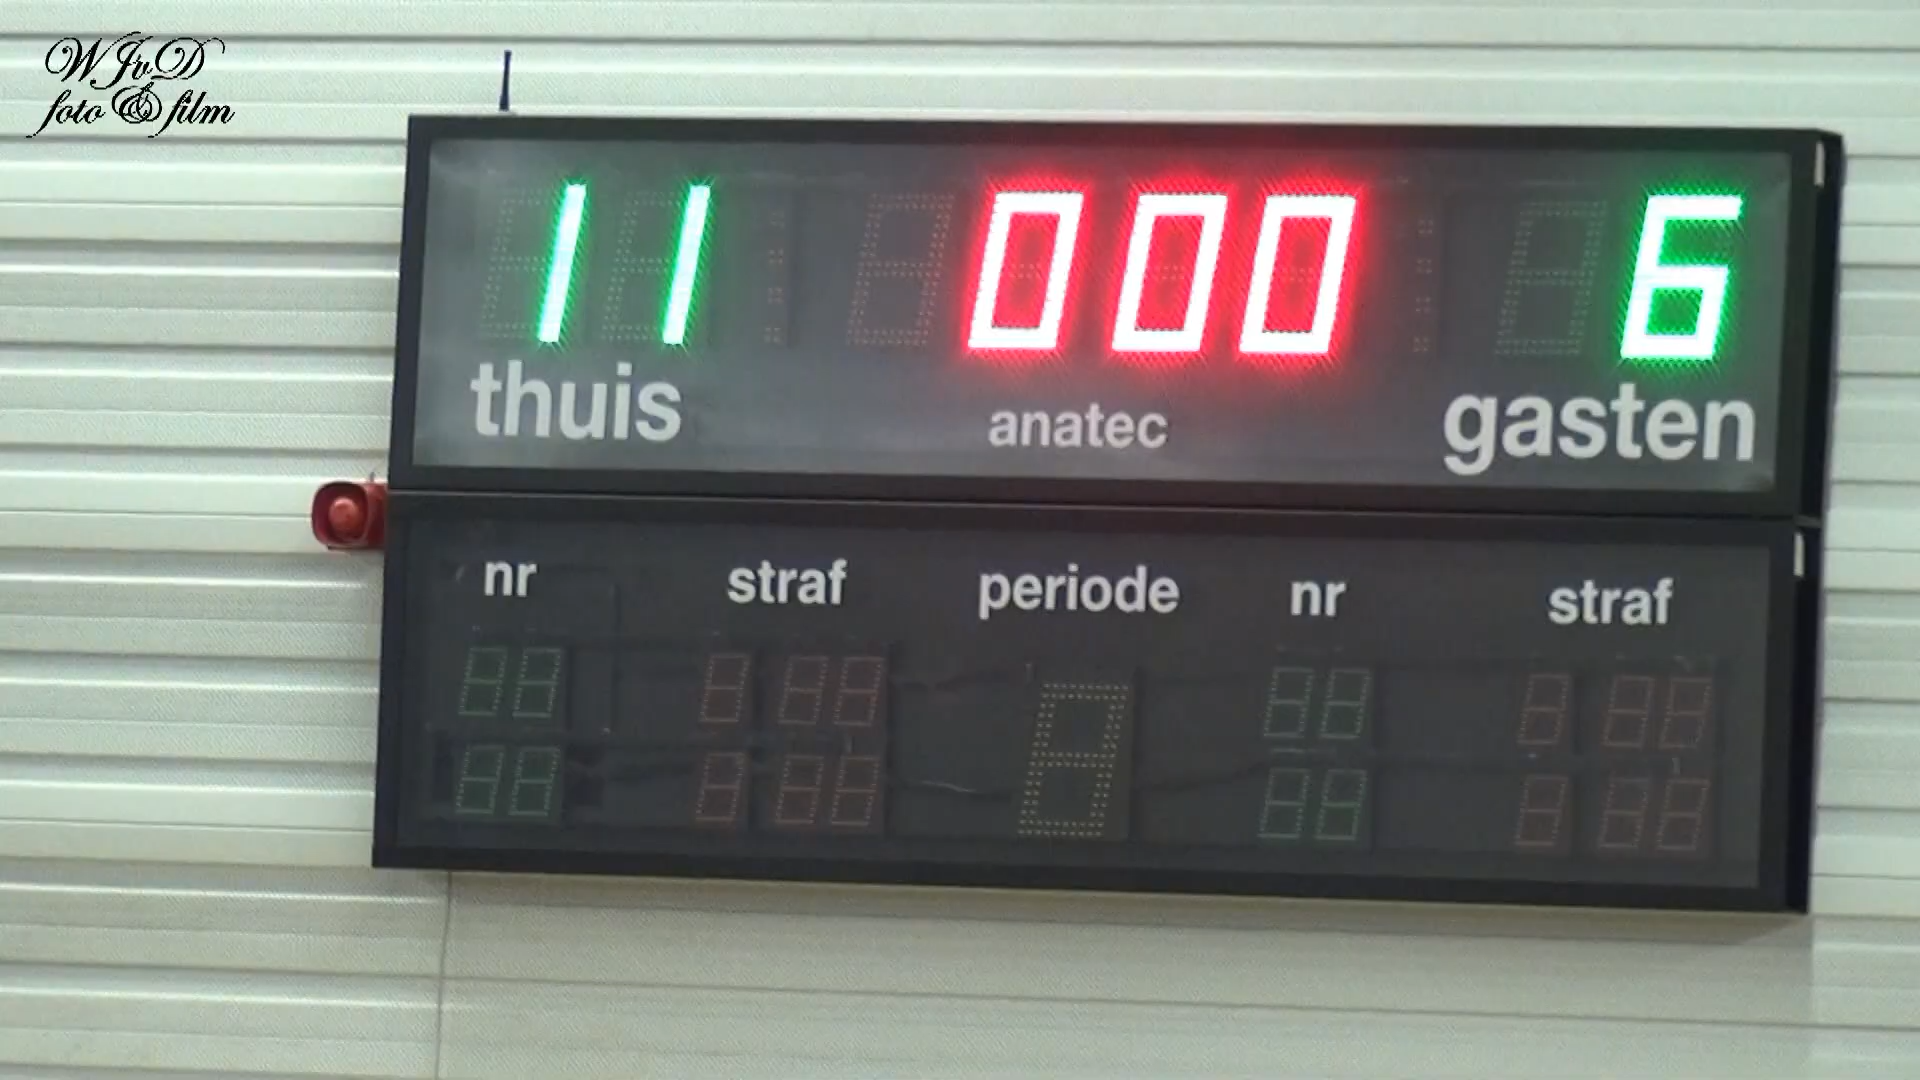 WJvD
foto & film
11 000 6
thuis anatec gasten
nr straf periode nr straf